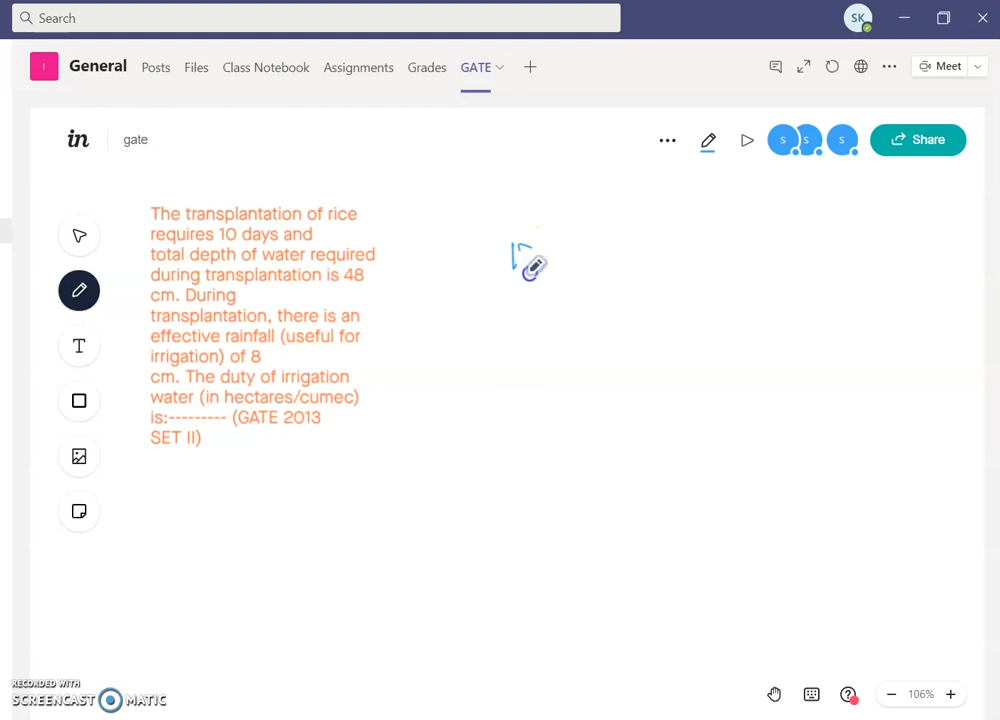 Search
SK
I
General
Posts
Files
Class Notebook
Assignments
Grades
GATE
Meet
in
gate
S
S
S
Share
The transplantation of rice
requires 10 days and
total depth of water required
during transplantation is 48
cm. During
transplantation, there is an
effective rainfall (useful for
irrigation) of 8
cm. The duty of irrigation
water (in hectares/cumec)
is:--------- (GATE 2013
SET II)
T
RECORDED WITH
SCREENCAST MATIC
106%